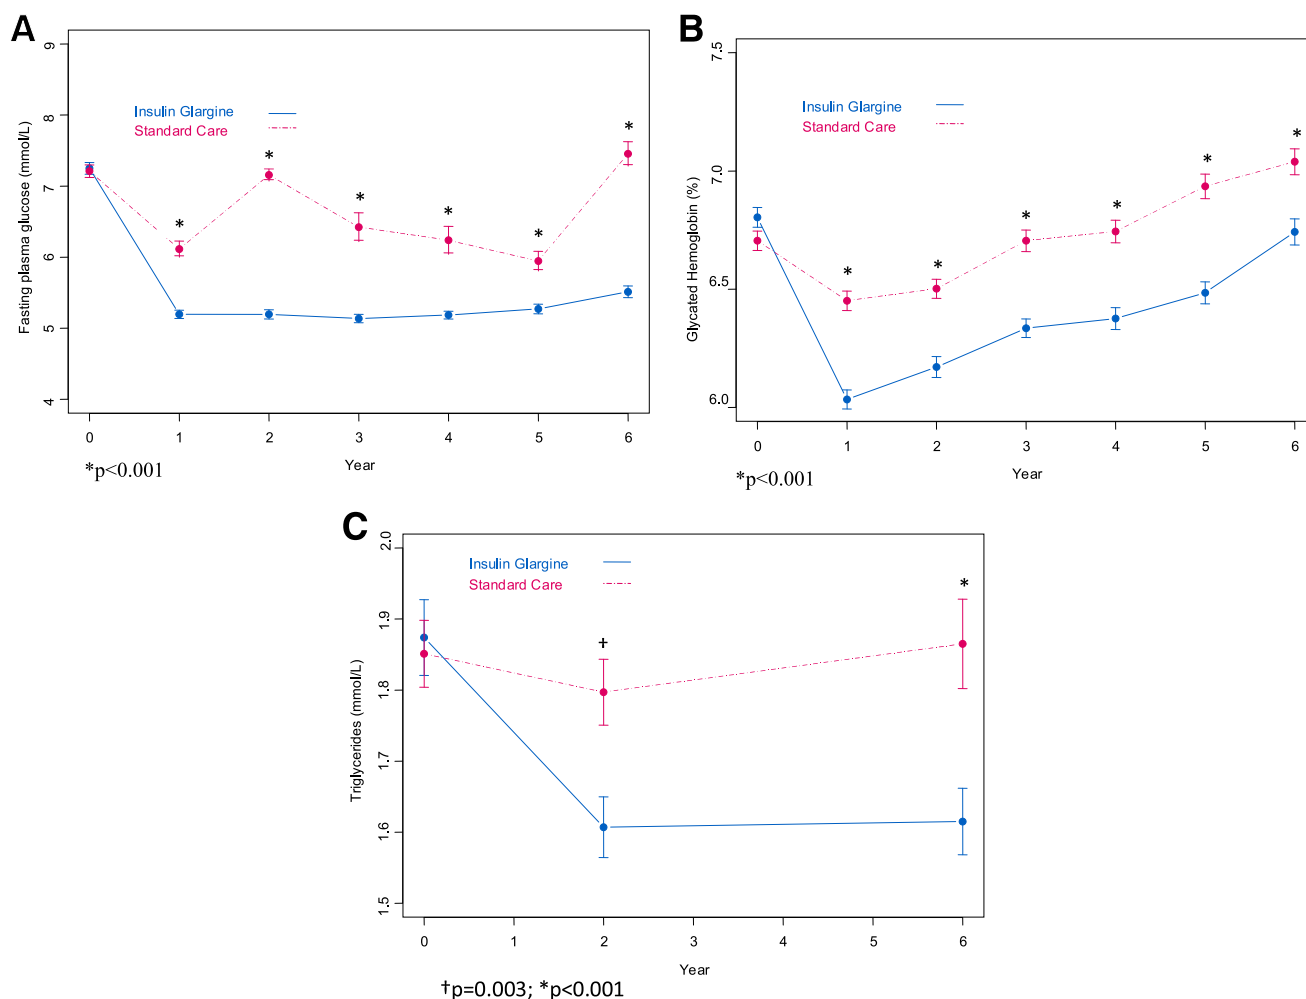 A
Fasting plasma glucose (mmol/L)
9
8
7
6
5
4
Insulin Glargine
Standard Care
* * * * * *
0 1 2 3 4 5 6
Year
*p<0.001
B
Glycated Hemoglobin (%)
7.5
7.0
6.5
6.0
Insulin Glargine
Standard Care
* * * * * *
0 1 2 3 4 5 6
Year
*p<0.001
C
Triglycerides (mmol/L)
2.0
1.9
1.8
1.7
1.6
1.5
Insulin Glargine
Standard Care
† *
0 1 2 3 4 5 6
Year
†p=0.003; *p<0.001